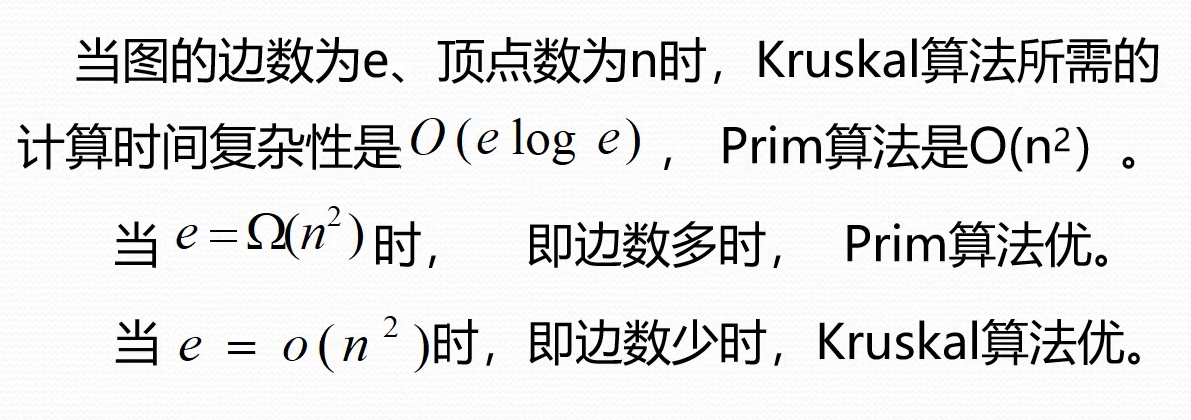 当图的边数为e、顶点数为n时，Kruskal算法所需的
计算时间复杂性是O(e log e)， Prim算法是O(n²）。
当 e=Ω(n²)时， 即边数多时， Prim算法优。
当 e = o(n²)时，即边数少时，Kruskal算法优。